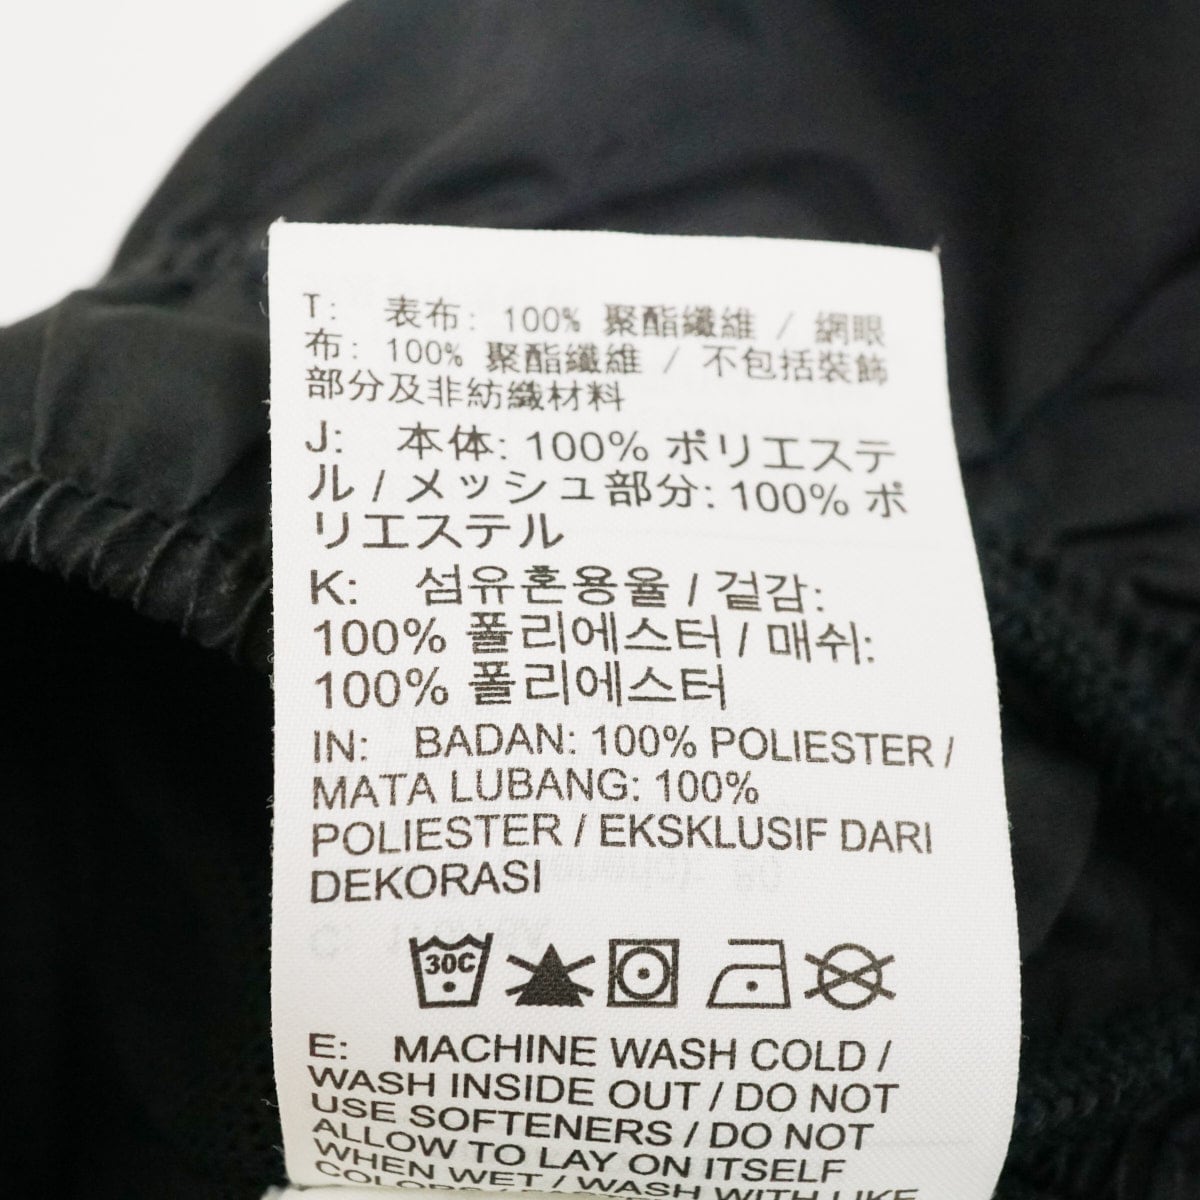 T: 表布: 100% 聚酯纖維 / 網眼
布: 100% 聚酯纖維 / 不包括裝飾
部分及非紡織材料
J: 本体: 100% ポリエステ
ル / メッシュ部分: 100% ポ
リエステル
K: 섬유혼용율 / 겉감:
100% 폴리에스터 / 매쉬:
100% 폴리에스터
IN: BADAN: 100% POLIESTER /
MATA LUBANG: 100%
POLIESTER / EKSKLUSIF DARI
DEKORASI
30C
E: MACHINE WASH COLD /
WASH INSIDE OUT / DO NOT
USE SOFTENERS / DO NOT
ALLOW TO LAY ON ITSELF
WHEN WET / WASH WITH LIKE